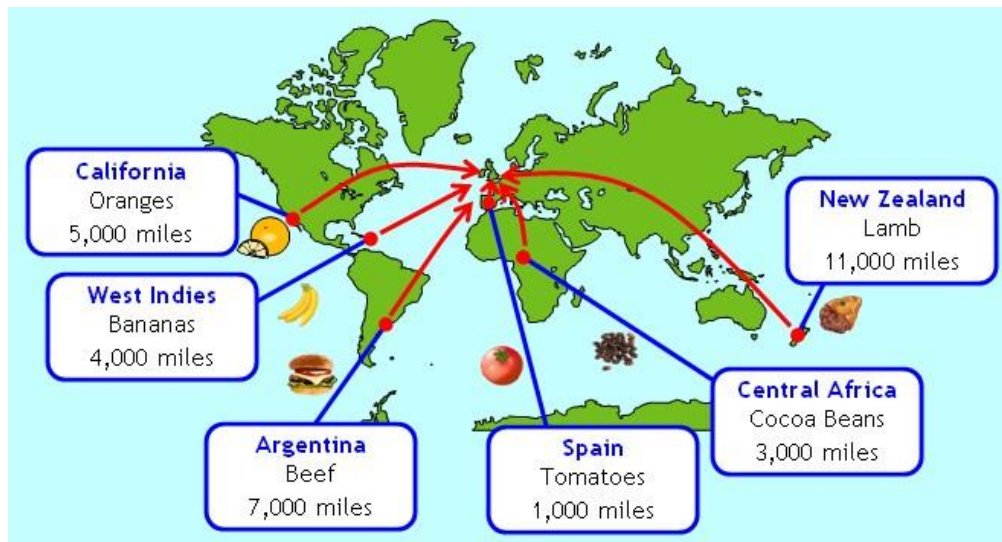 California
Oranges
5,000 miles
West Indies
Bananas
4,000 miles
Argentina
Beef
7,000 miles
Spain
Tomatoes
1,000 miles
Central Africa
Cocoa Beans
3,000 miles
New Zealand
Lamb
11,000 miles